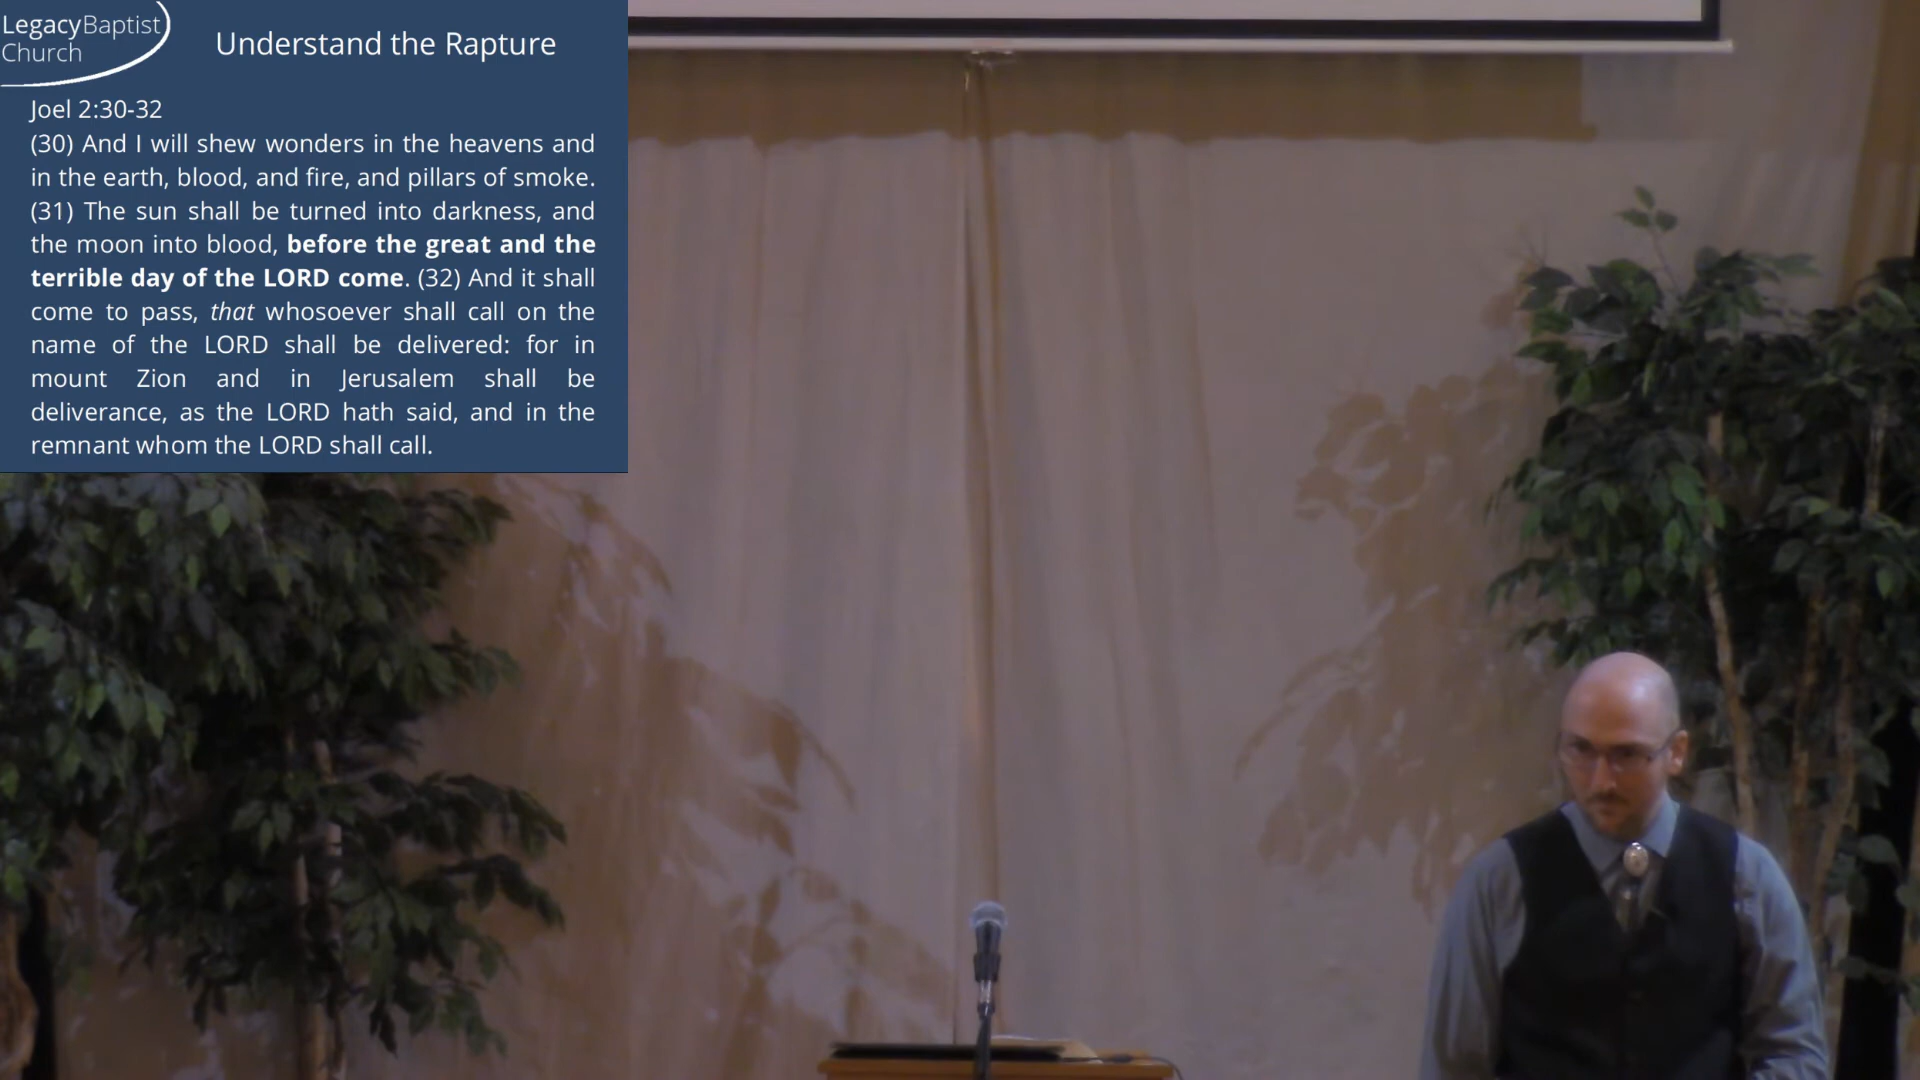 LegacyBaptist
Church
Understand the Rapture
Joel 2:30-32
(30) And I will shew wonders in the heavens and
in the earth, blood, and fire, and pillars of smoke.
(31) The sun shall be turned into darkness, and
the moon into blood, before the great and the
terrible day of the LORD come. (32) And it shall
come to pass, that whosoever shall call on the
name of the LORD shall be delivered: for in
mount Zion and in Jerusalem shall be
deliverance, as the LORD hath said, and in the
remnant whom the LORD shall call.